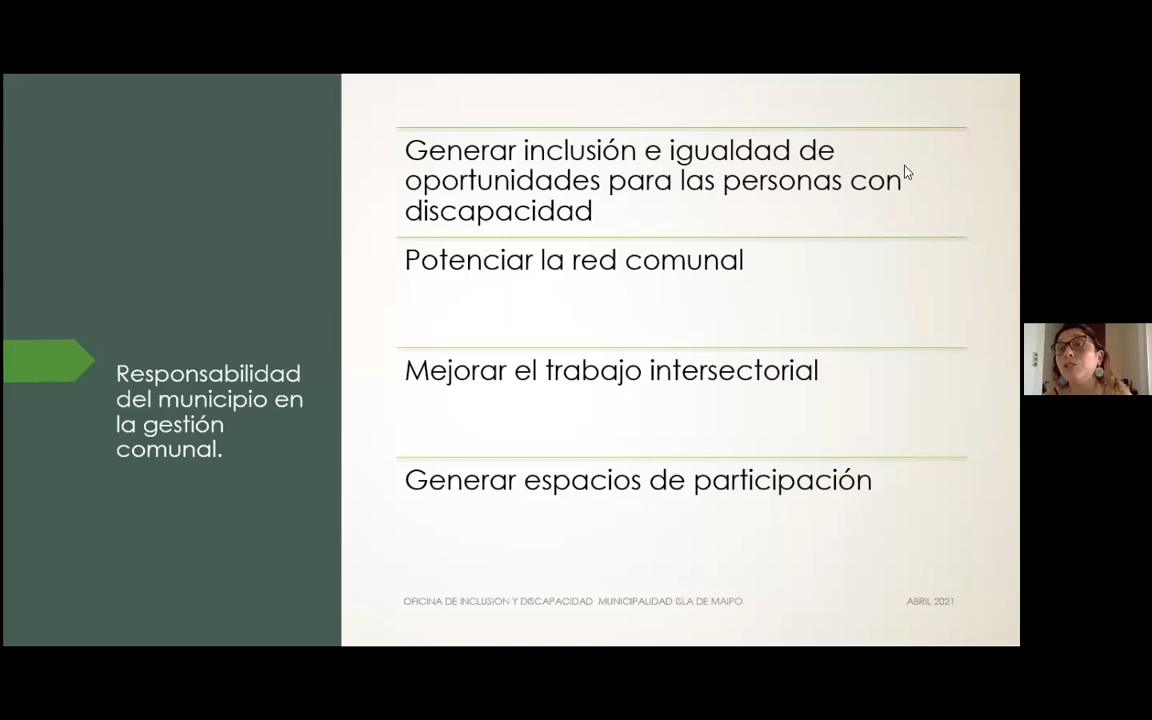 Responsabilidad
del municipio en
la gestión
comunal.
Generar inclusión e igualdad de
oportunidades para las personas con
discapacidad
Potenciar la red comunal
Mejorar el trabajo intersectorial
Generar espacios de participación
OFICINA DE INCLUSION Y DISCAPACIDAD MUNICIPALIDAD ISLA DE MAIPO
ABRIL 2021